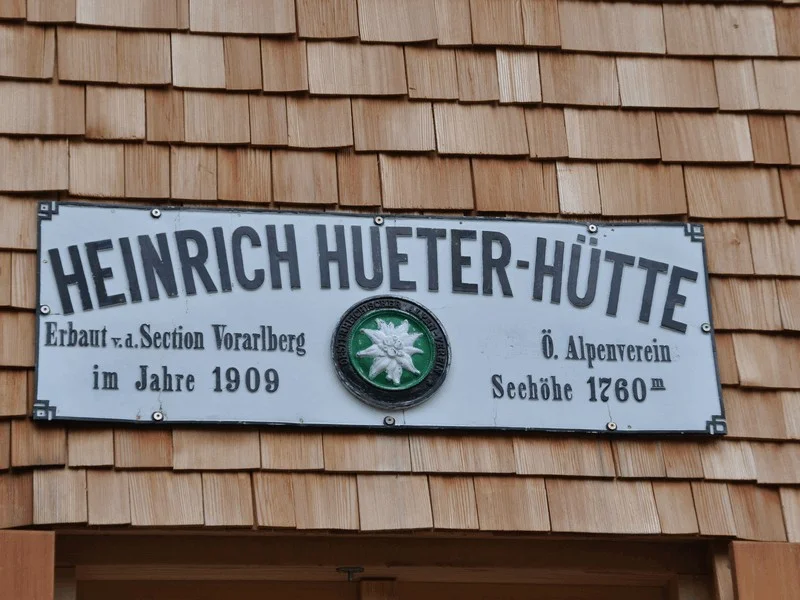 HEINRICH HUETER-HÜTTE
Erbaut v.d. Section Vorarlberg
im Jahre 1909
Ö. Alpenverein
Seehöhe 1760 m